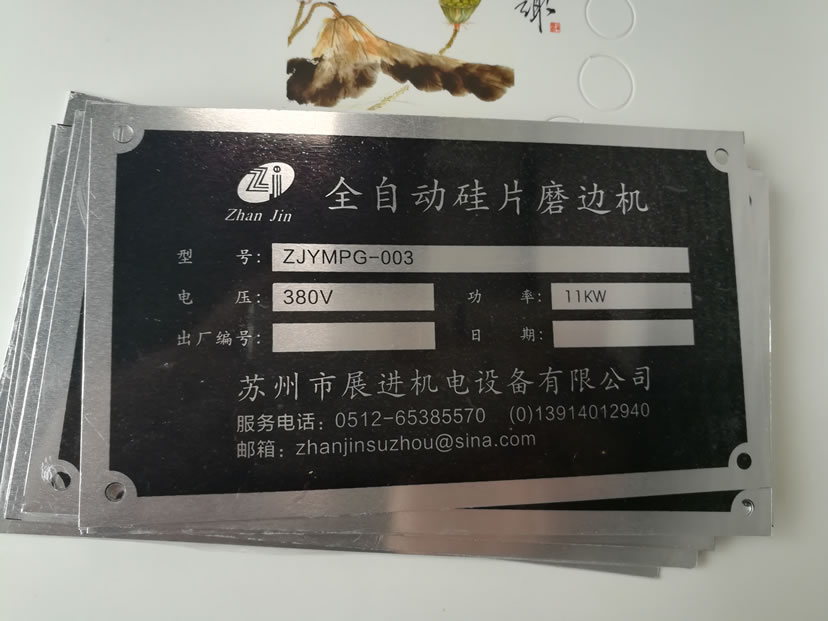 谢
Zhan Jin
全自动硅片磨边机
型 号: ZJYMPG-003
电 压: 380V 功 率: 11KW
出厂编号: 日 期:
苏州市展进机电设备有限公司
服务电话: 0512-65385570 (0)13914012940
邮箱: zhanjinsuzhou@sina.com